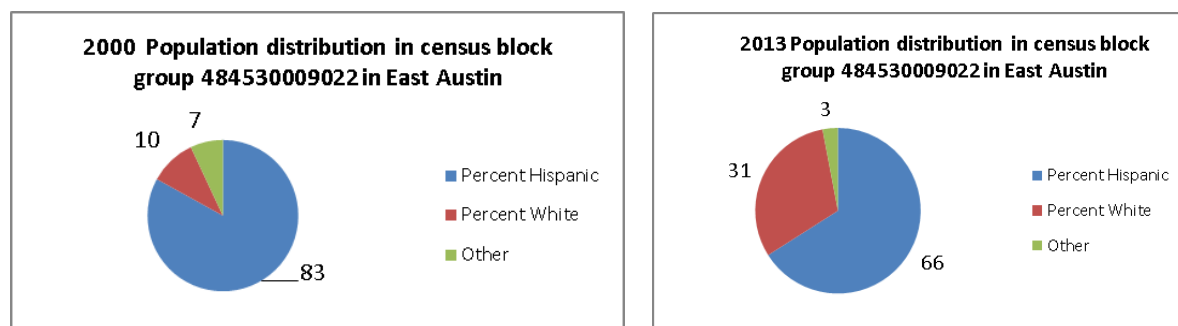 2000 Population distribution in census block
group 484530009022 in East Austin
7
10
83
Percent Hispanic
Percent White
Other
2013 Population distribution in census block
group 484530009022 in East Austin
3
31
66
Percent Hispanic
Percent White
Other